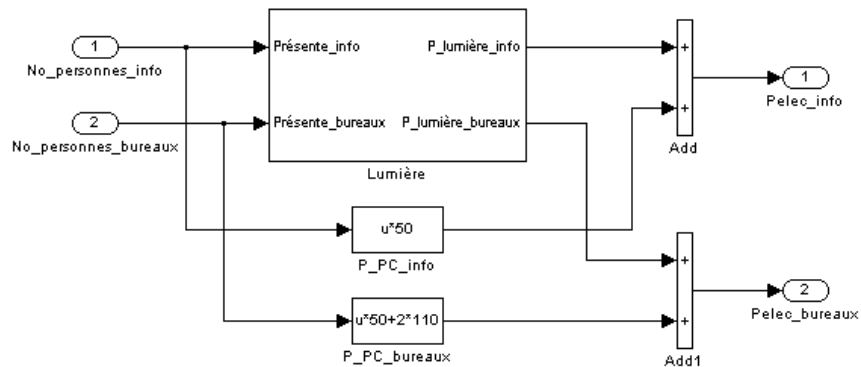 1
No_personnes_info
2
No_personnes_bureaux
Présente_info
P_lumière_info
Présente_bureaux
P_lumière_bureaux
Lumière
u*50
P_PC_info
u*50+2*110
P_PC_bureaux
+
+
Add
1
Pelec_info
+
+
Add1
2
Pelec_bureaux